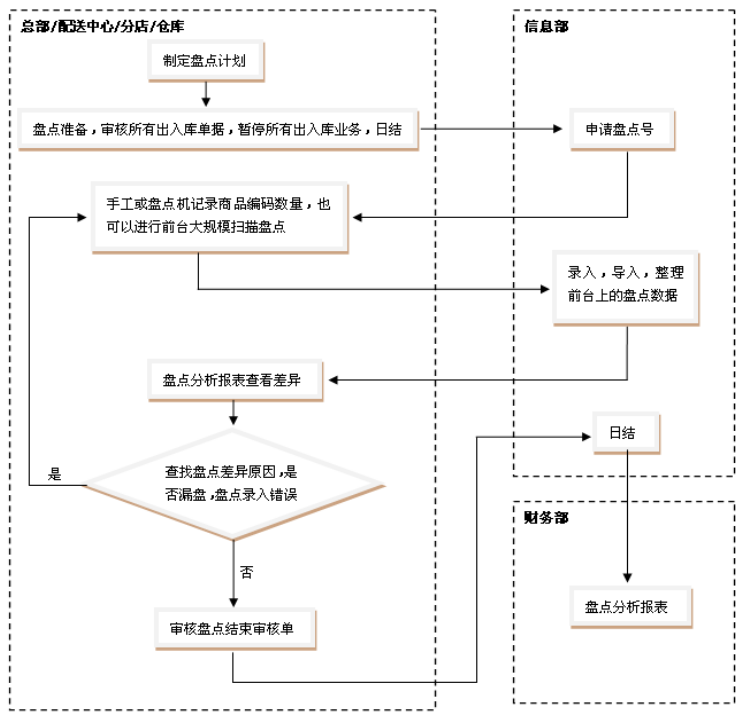 总部/配送中心/分店/仓库
信息部
制定盘点计划
盘点准备，审核所有出入库单据，暂停所有出入库业务，日结
申请盘点号
手工或盘点机记录商品编码数量，也
可以进行前台大规模扫描盘点
录入，导入，整理
前台上的盘点数据
盘点分析报表查看差异
日结
查找盘点差异原因,是
否漏盘,盘点录入错误
是
财务部
否
盘点分析报表
审核盘点结束审核单